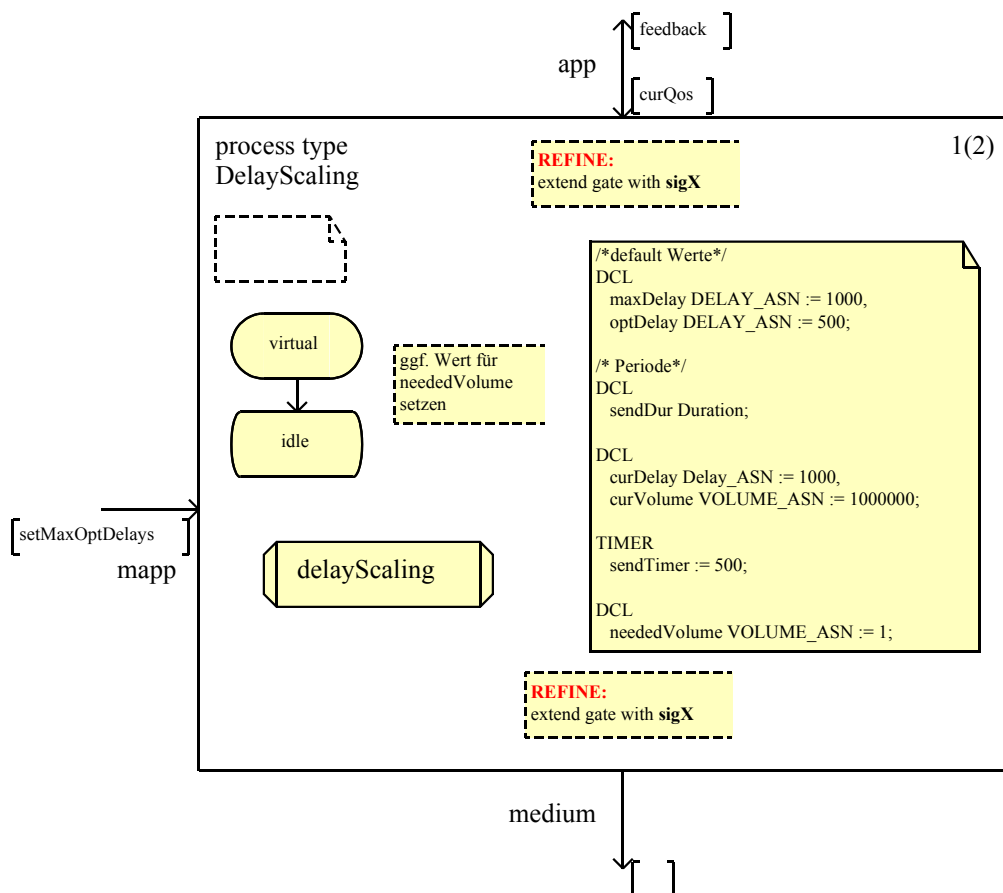 feedback
app
curQos
process type
DelayScaling
1(2)
REFINE:
extend gate with sigX
/*default Werte*/
DCL
maxDelay DELAY_ASN := 1000,
optDelay DELAY_ASN := 500;
/* Periode*/
DCL
sendDur Duration;
DCL
curDelay Delay_ASN := 1000,
curVolume VOLUME_ASN := 1000000;
TIMER
sendTimer := 500;
DCL
neededVolume VOLUME_ASN := 1;
virtual
ggf. Wert für
neededVolume
setzen
idle
setMaxOptDelays
mapp
delayScaling
REFINE:
extend gate with sigX
medium